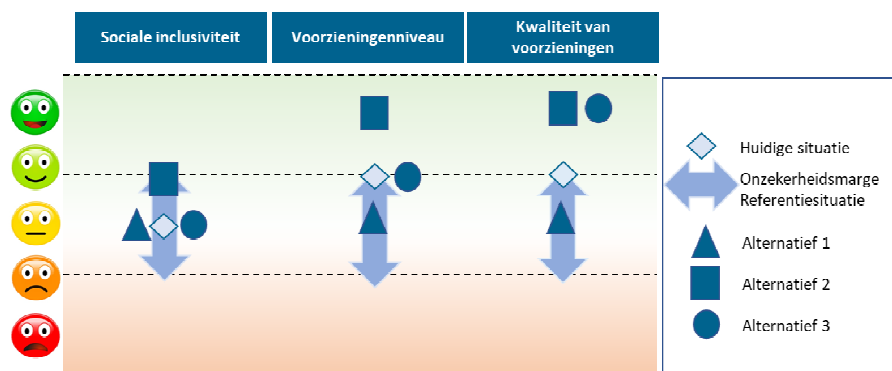 Sociale inclusiviteit
Voorzieningenniveau
Kwaliteit van
voorzieningen
Huidige situatie
Onzekerheidsmarge
Referentiesituatie
Alternatief 1
Alternatief 2
Alternatief 3